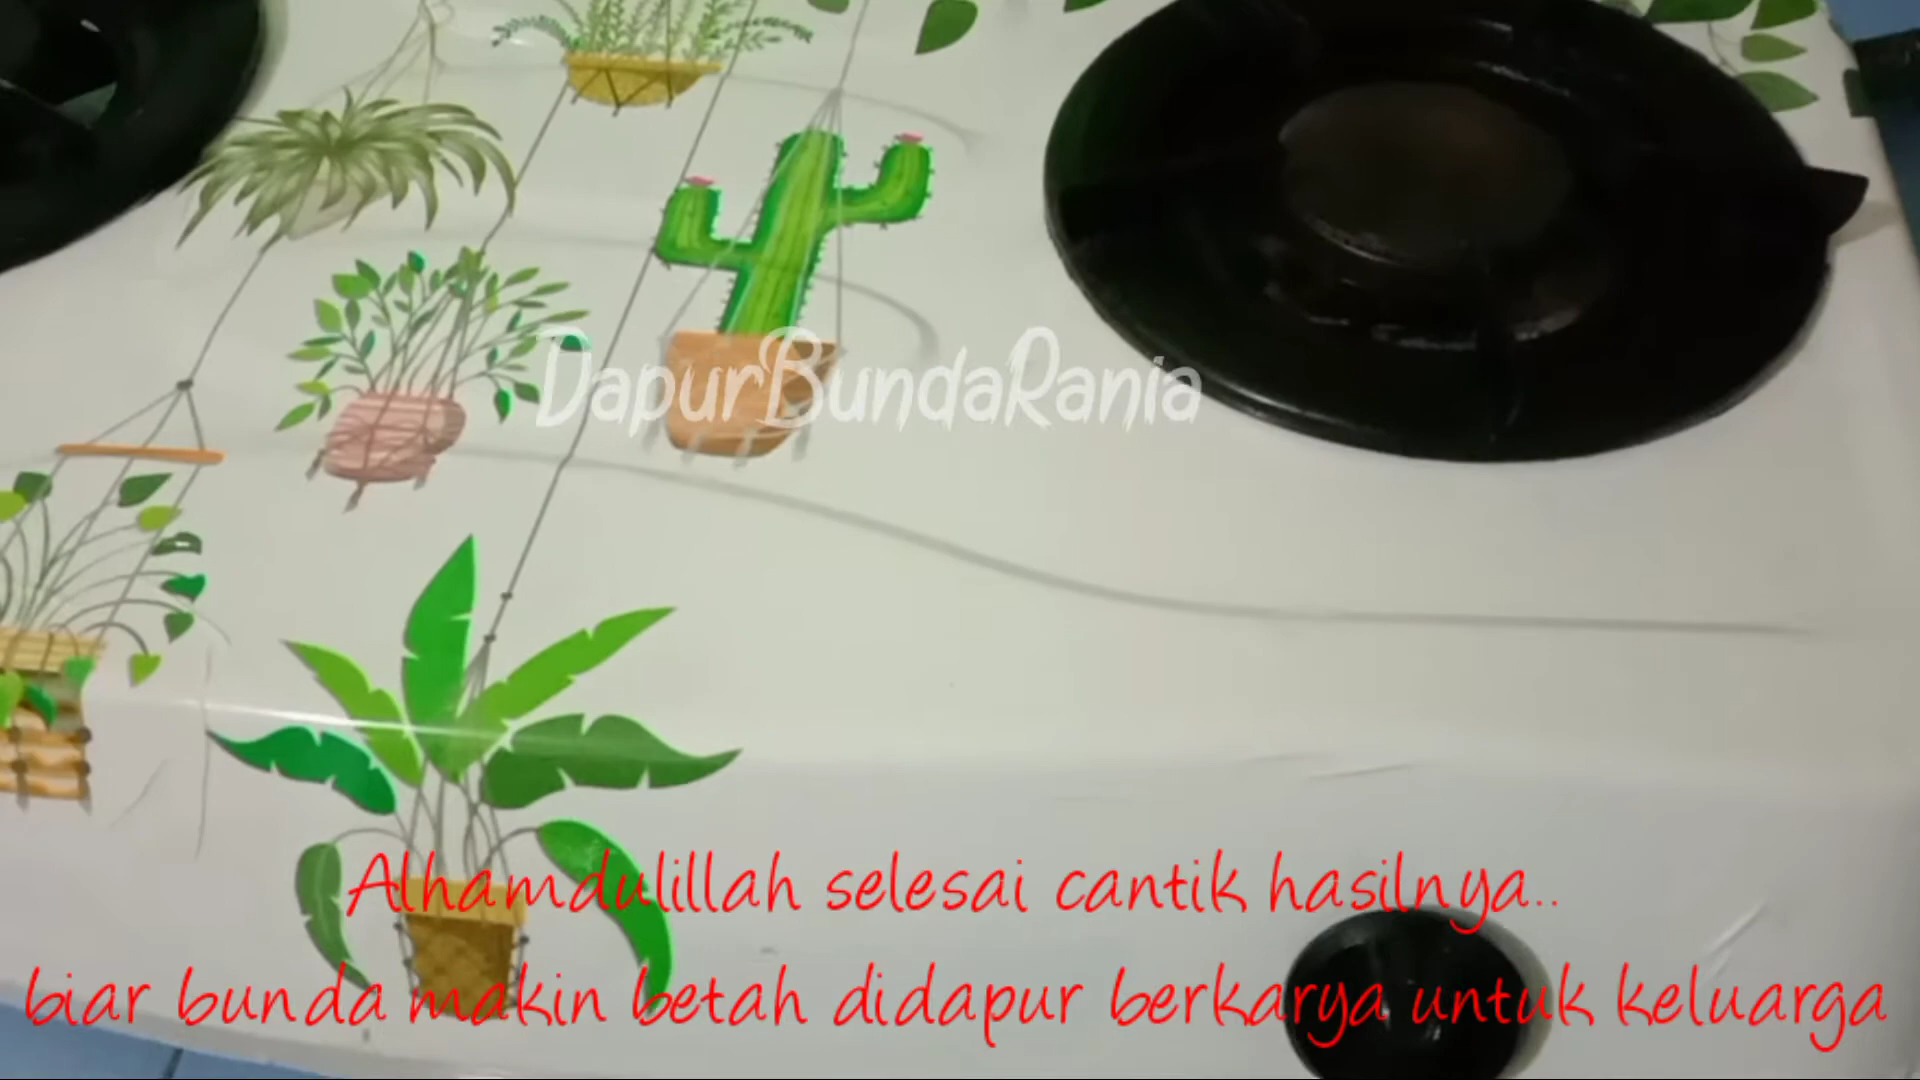 DapurBundaRania
Alhamdulillah selesai cantik hasilnya..
biar bunda makin betah didapur berkarya untuk keluarga